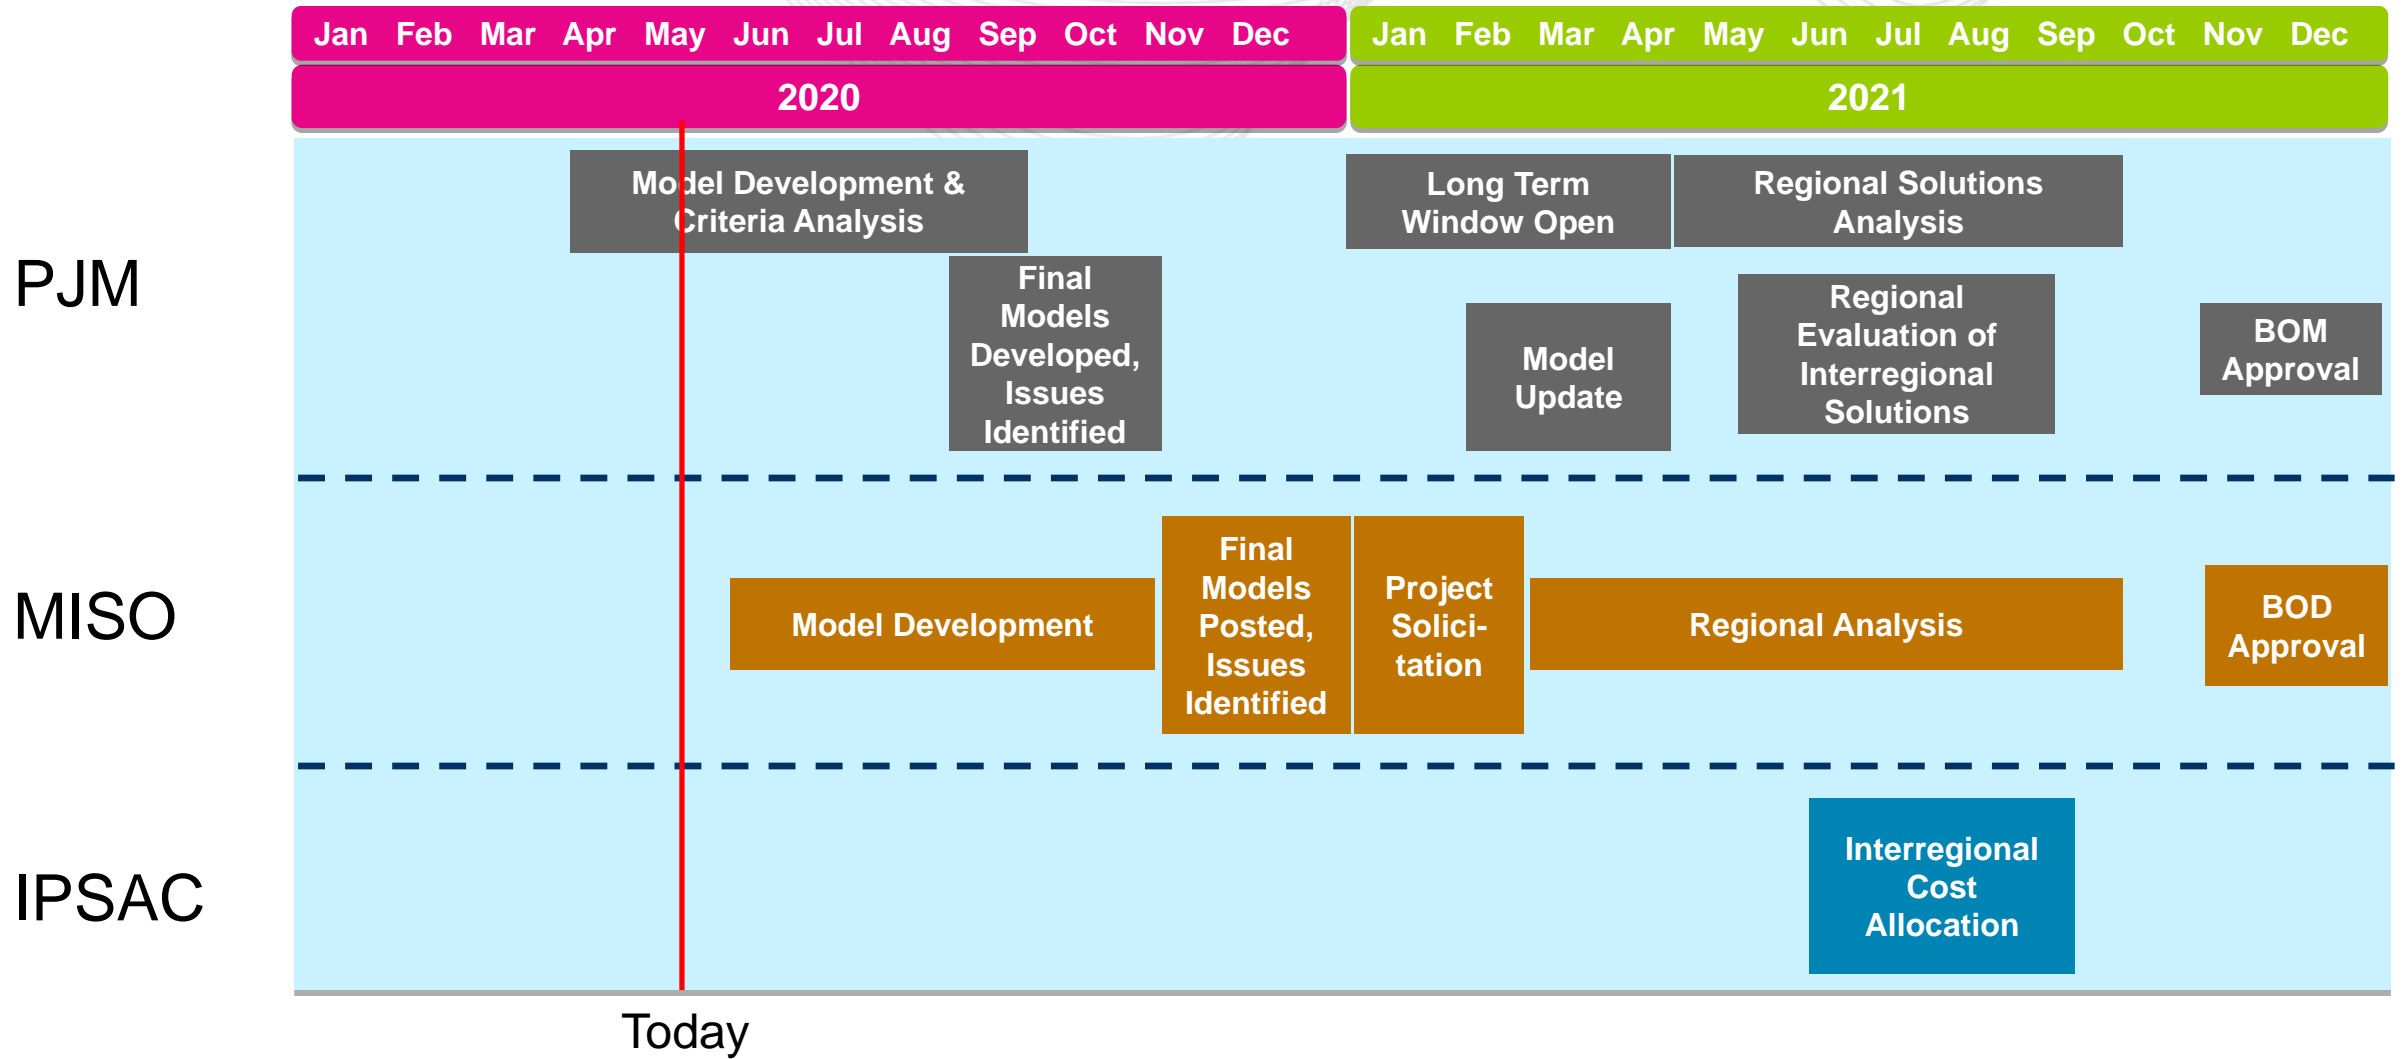 Jan Feb Mar Apr May Jun Jul Aug Sep Oct Nov Dec
Jan Feb Mar Apr May Jun Jul Aug Sep Oct Nov Dec
2020
2021
PJM
Model Development &
Criteria Analysis
Final
Models
Developed,
Issues
Identified
Long Term
Window Open
Regional Solutions
Analysis
Model
Update
Regional
Evaluation of
Interregional
Solutions
BOM
Approval
MISO
Model Development
Final
Models
Posted,
Issues
Identified
Project
Solici-
tation
Regional Analysis
BOD
Approval
IPSAC
Interregional
Cost
Allocation
Today